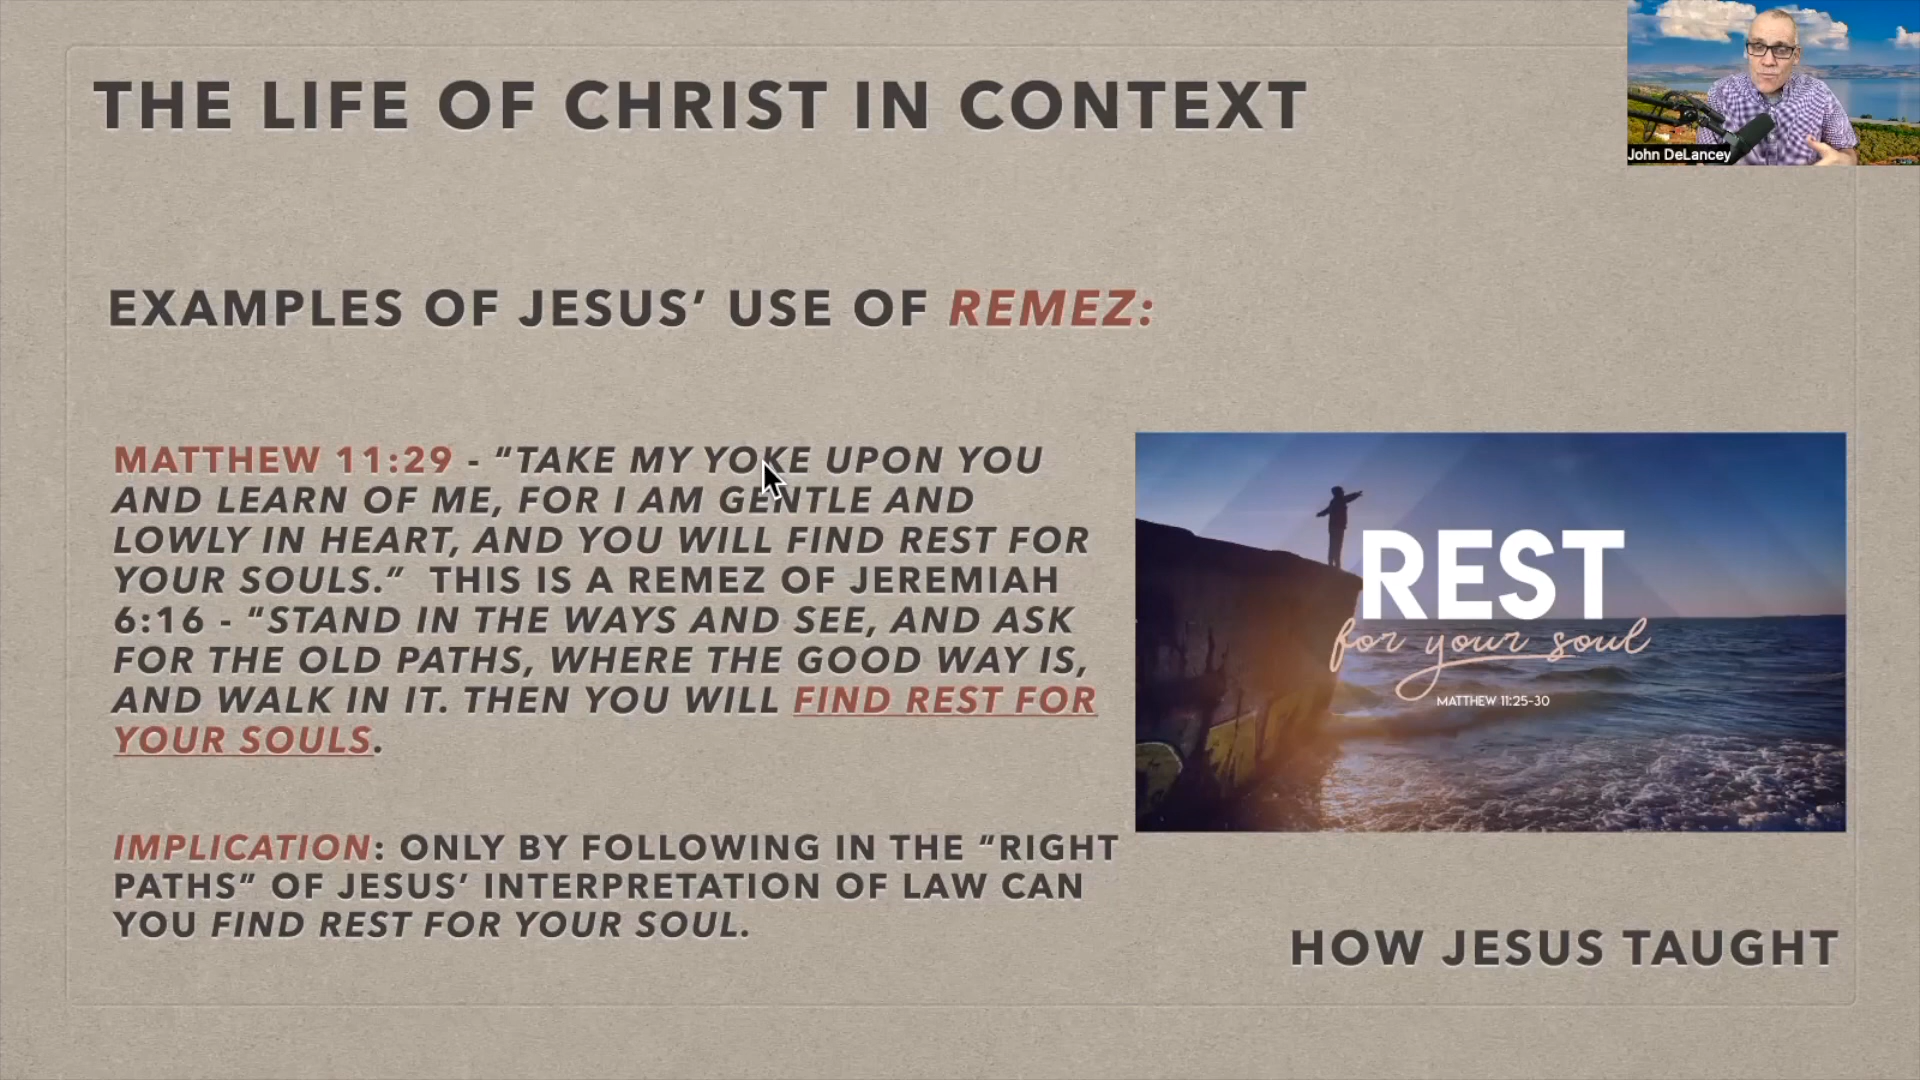 THE LIFE OF CHRIST IN CONTEXT
John DeLancey
EXAMPLES OF JESUS’ USE OF REMEZ:
MATTHEW 11:29 - “TAKE MY YOKE UPON YOU
AND LEARN OF ME, FOR I AM GENTLE AND
LOWLY IN HEART, AND YOU WILL FIND REST FOR
YOUR SOULS.” THIS IS A REMEZ OF JEREMIAH
6:16 - “STAND IN THE WAYS AND SEE, AND ASK
FOR THE OLD PATHS, WHERE THE GOOD WAY IS,
AND WALK IN IT. THEN YOU WILL FIND REST FOR
YOUR SOULS.
IMPLICATION: ONLY BY FOLLOWING IN THE “RIGHT
PATHS” OF JESUS’ INTERPRETATION OF LAW CAN
YOU FIND REST FOR YOUR SOUL.
REST
for your soul
MATTHEW 11:25-30
HOW JESUS TAUGHT